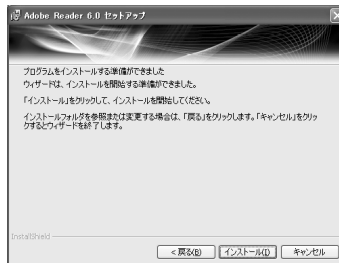 Adobe Reader 6.0 セットアップ
プログラムをインストールする準備ができました
ウィザードは、インストールを開始する準備ができました。
「インストール」をクリックして、インストールを開始してください。
インストールフォルダを参照または変更する場合は、「戻る」をクリックします。「キャンセル」をクリッ
クするとウィザードを終了します。
InstallShield
< 戻る(B)
インストール(I)
キャンセル